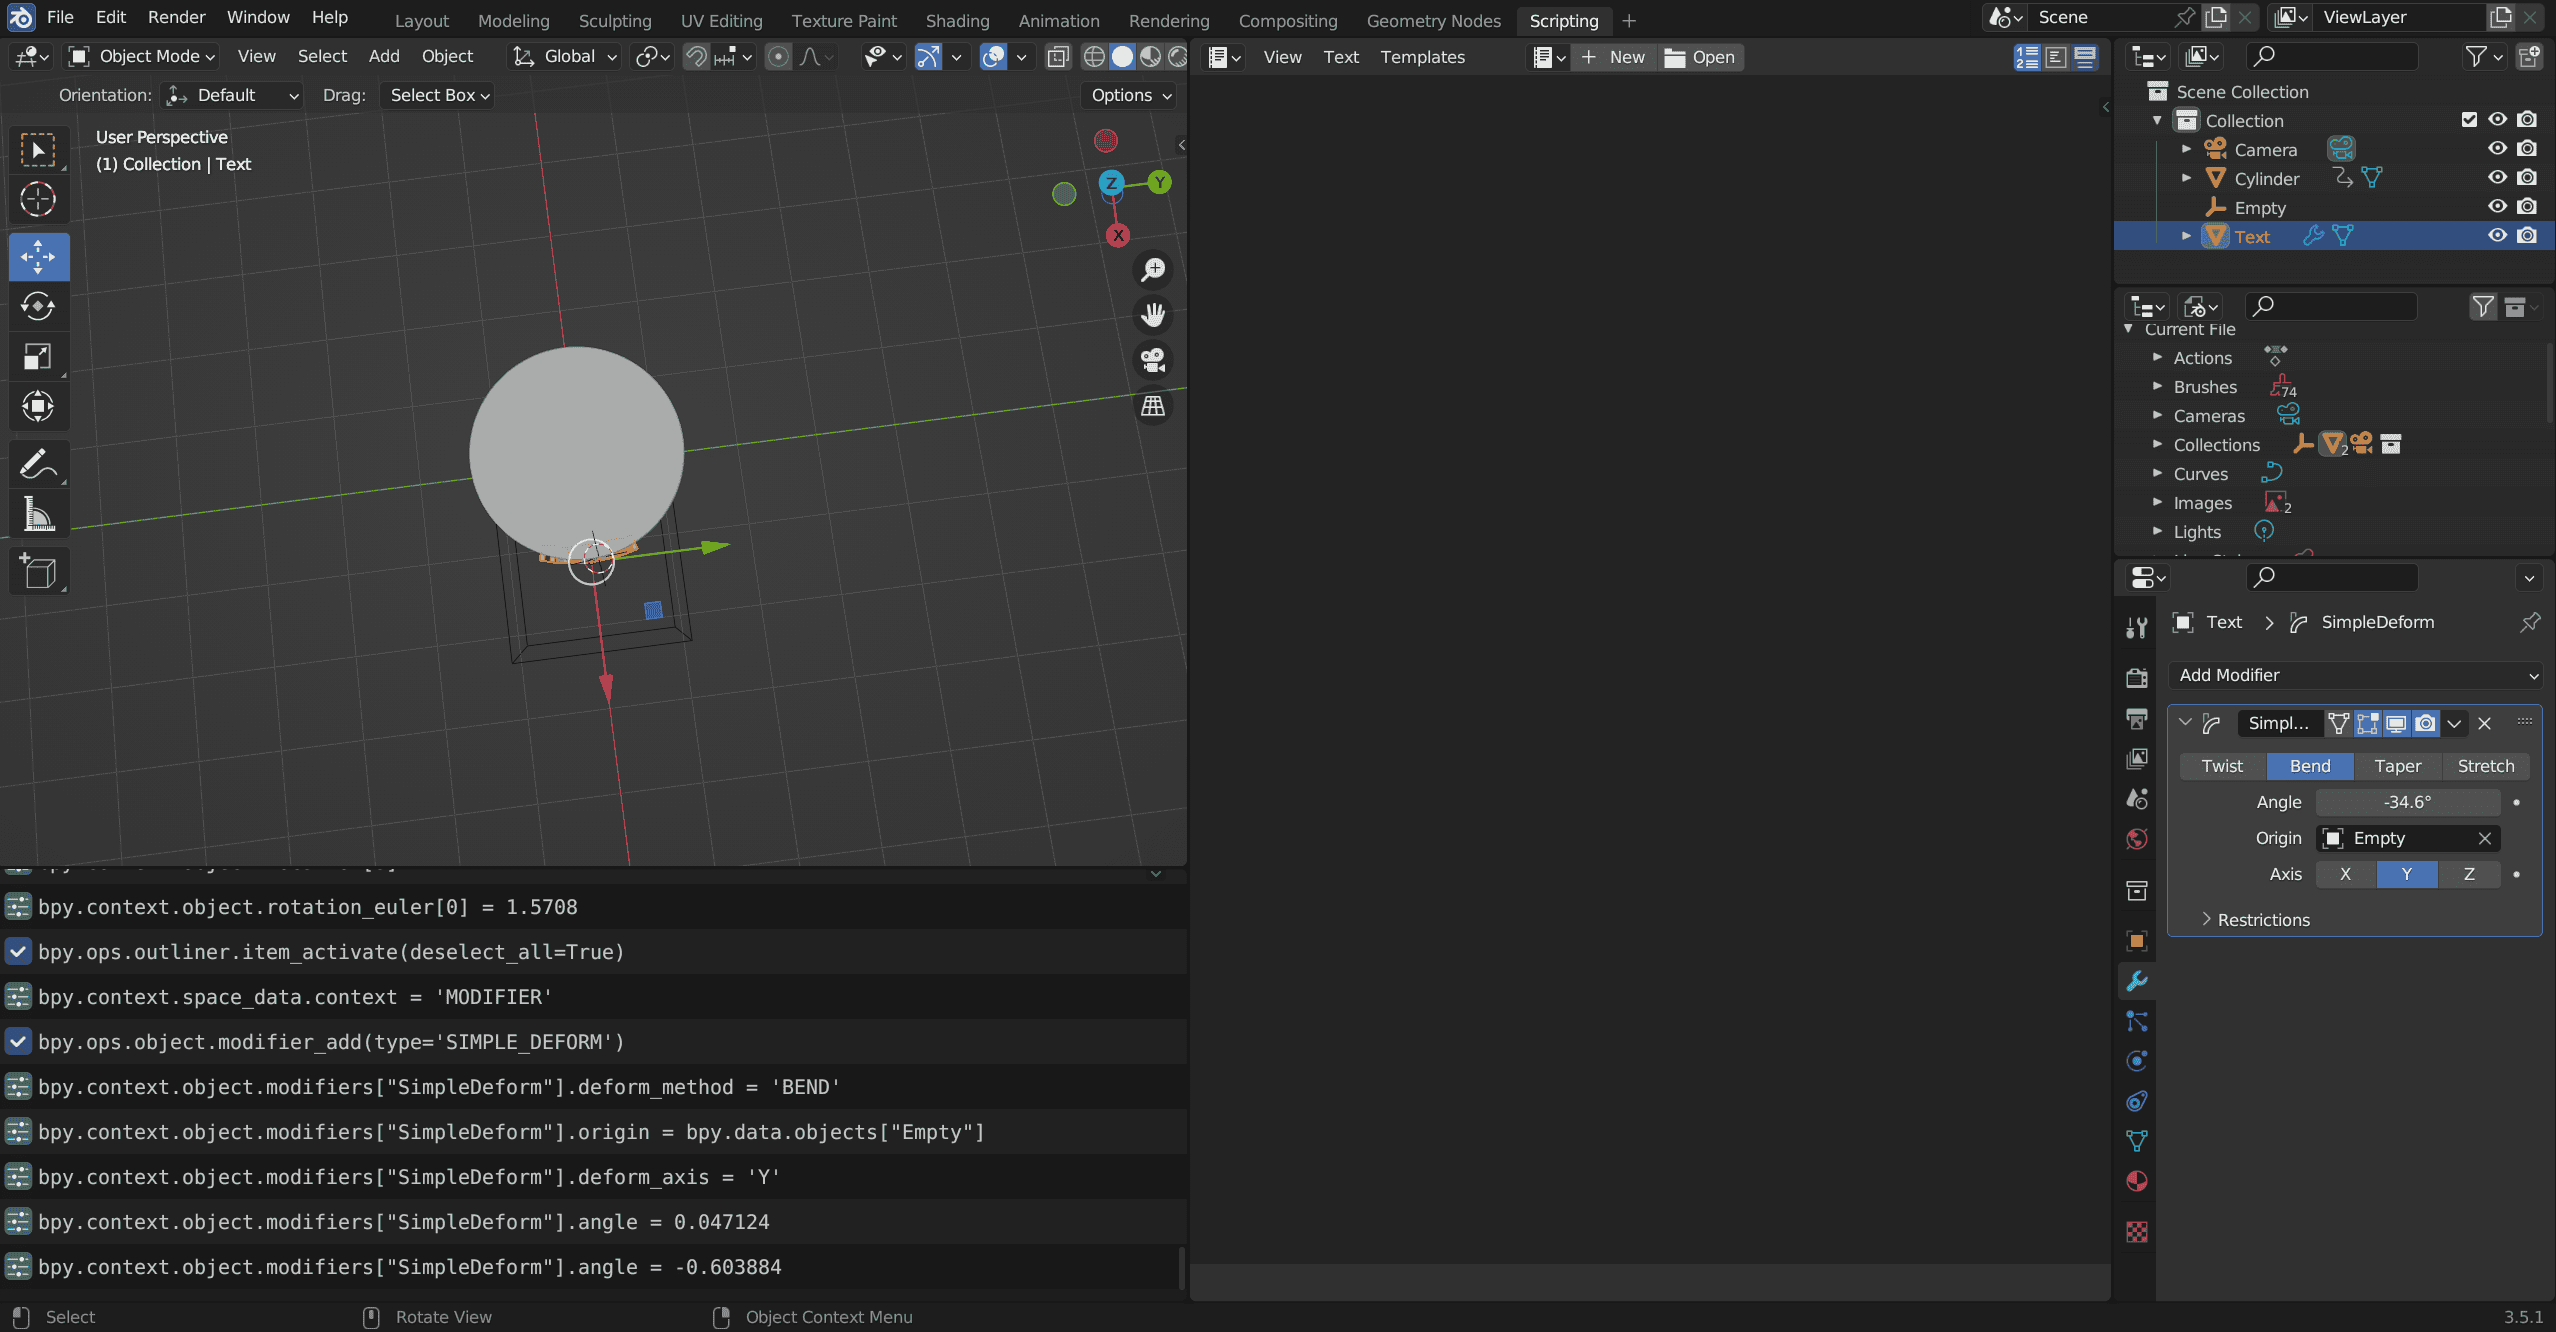 File Edit Render Window Help Layout Modeling Sculpting UV Editing Texture Paint Shading Animation Rendering Compositing Geometry Nodes Scripting Scene ViewLayer
Object Mode View Select Add Object Global
View Text Templates New Open
Orientation: Default Drag: Select Box Options
User Perspective
(1) Collection | Text
Z Y
X
bpy.context.object.rotation_euler[0] = 1.5708
bpy.ops.outliner.item_activate(deselect_all=True)
bpy.context.space_data.context = 'MODIFIER'
bpy.ops.object.modifier_add(type='SIMPLE_DEFORM')
bpy.context.object.modifiers["SimpleDeform"].deform_method = 'BEND'
bpy.context.object.modifiers["SimpleDeform"].origin = bpy.data.objects["Empty"]
bpy.context.object.modifiers["SimpleDeform"].deform_axis = 'Y'
bpy.context.object.modifiers["SimpleDeform"].angle = 0.047124
bpy.context.object.modifiers["SimpleDeform"].angle = -0.603884
Scene Collection
Collection
Camera
Cylinder
Empty
Text
Current File
Actions
Brushes 74
Cameras
Collections 2
Curves
Images 2
Lights
Text > SimpleDeform
Add Modifier
Simpl...
Twist Bend Taper Stretch
Angle -34.6°
Origin Empty
Axis X Y Z
Restrictions
Select Rotate View Object Context Menu 3.5.1